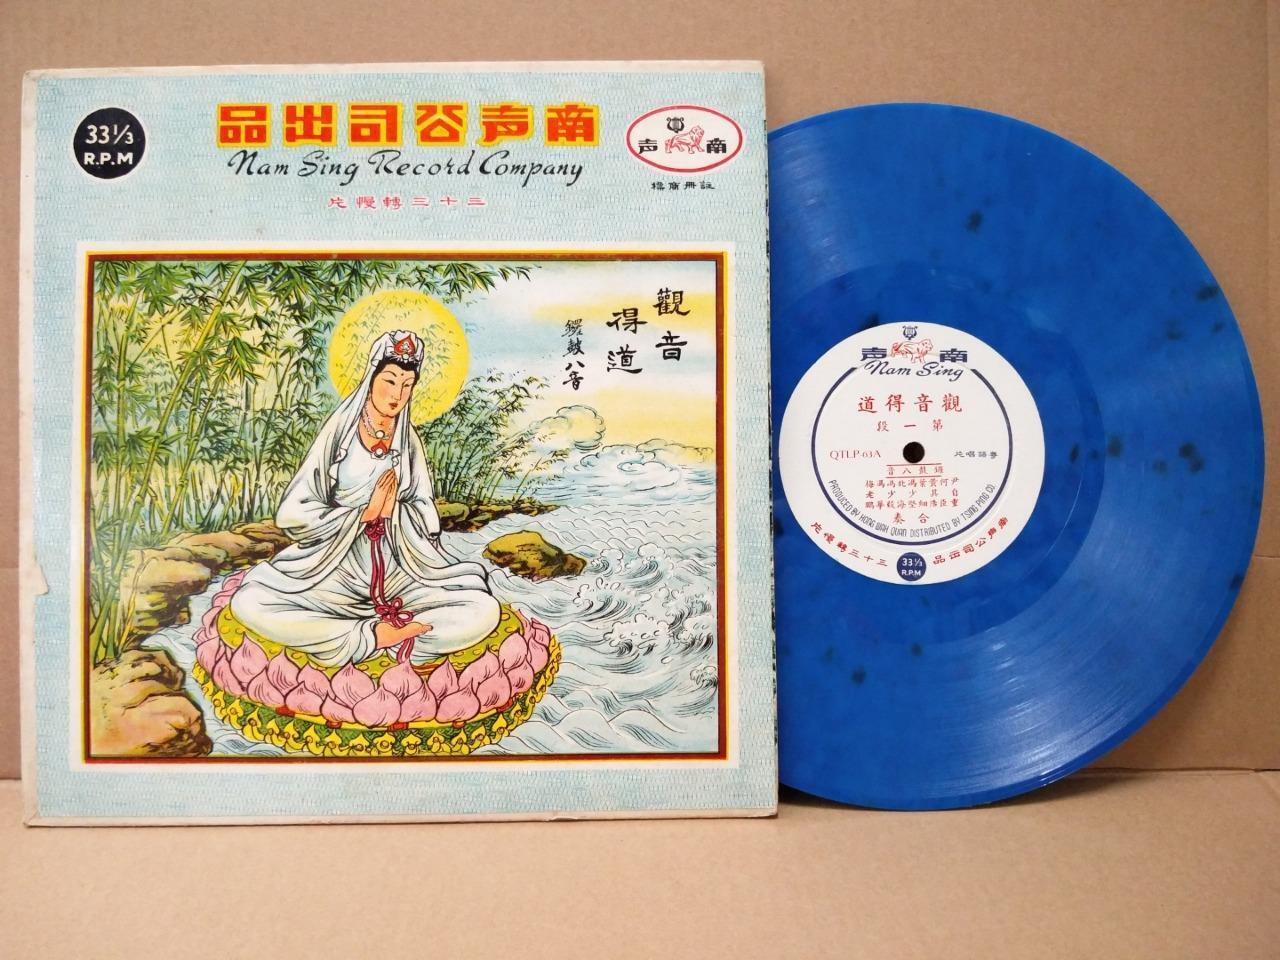 33⅓
R.P.M
南声公司出品
Nam Sing Record Company
三十三轉慢片
南声
註冊商標
觀音
得道
鑼鼓八音
南声
Nam Sing
觀音得道
第一段
QTLP-63A
粵語唱片
鑼鼓八音
合奏
PRODUCED BY HONG WAH QUAN DISTRIBUTED BY TSING PING CO.
南声公司出品
33⅓
R.P.M
三十三轉慢片